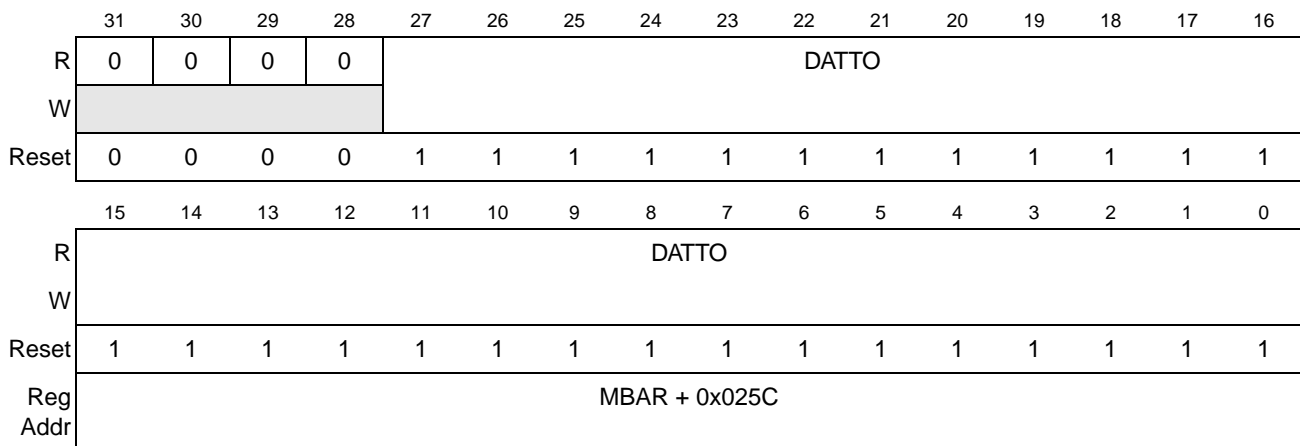 31 30 29 28 27 26 25 24 23 22 21 20 19 18 17 16
R 0 0 0 0 DATTO
W
Reset 0 0 0 0 1 1 1 1 1 1 1 1 1 1 1 1
15 14 13 12 11 10 9 8 7 6 5 4 3 2 1 0
R DATTO
W
Reset 1 1 1 1 1 1 1 1 1 1 1 1 1 1 1 1
Reg MBAR + 0x025C
Addr